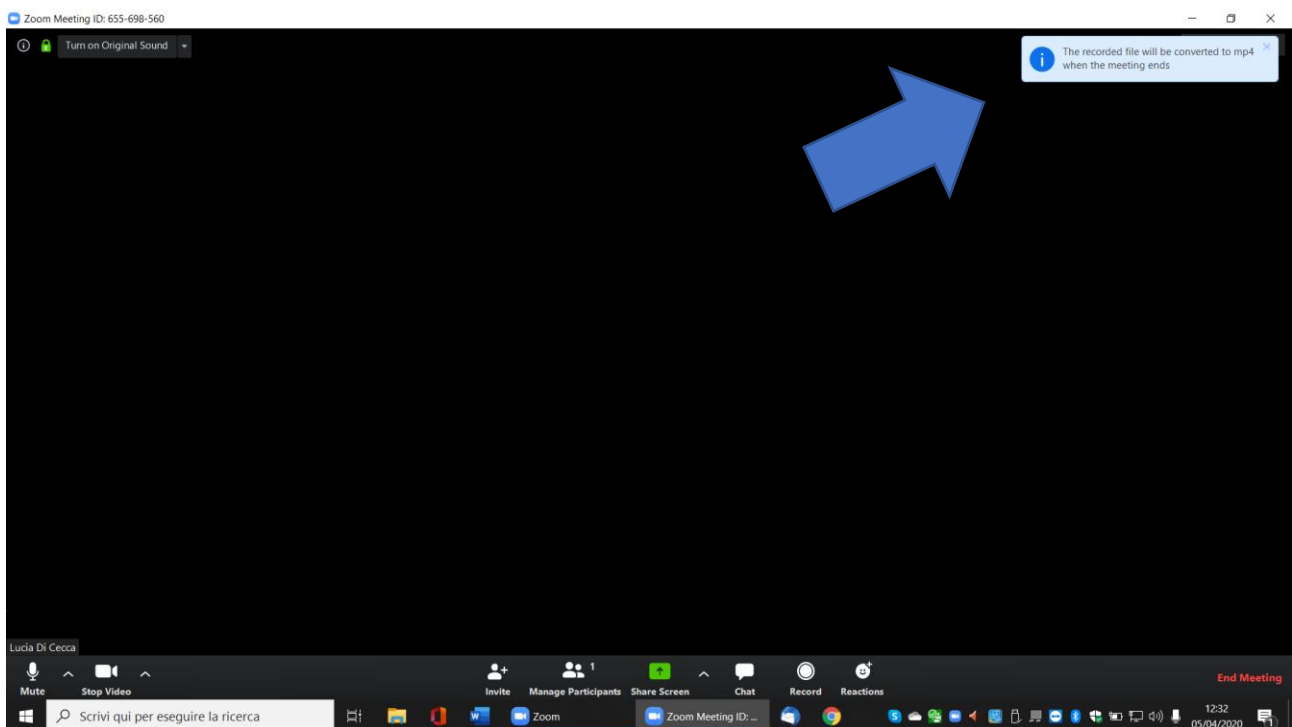 Zoom Meeting ID: 655-698-560
Turn on Original Sound
The recorded file will be converted to mp4
when the meeting ends
Lucia Di Cecca
1
Mute
Stop Video
Invite
Manage Participants
Share Screen
Chat
Record
Reactions
End Meeting
Scrivi qui per eseguire la ricerca
Zoom
Zoom Meeting ID: ...
12:32
05/04/2020